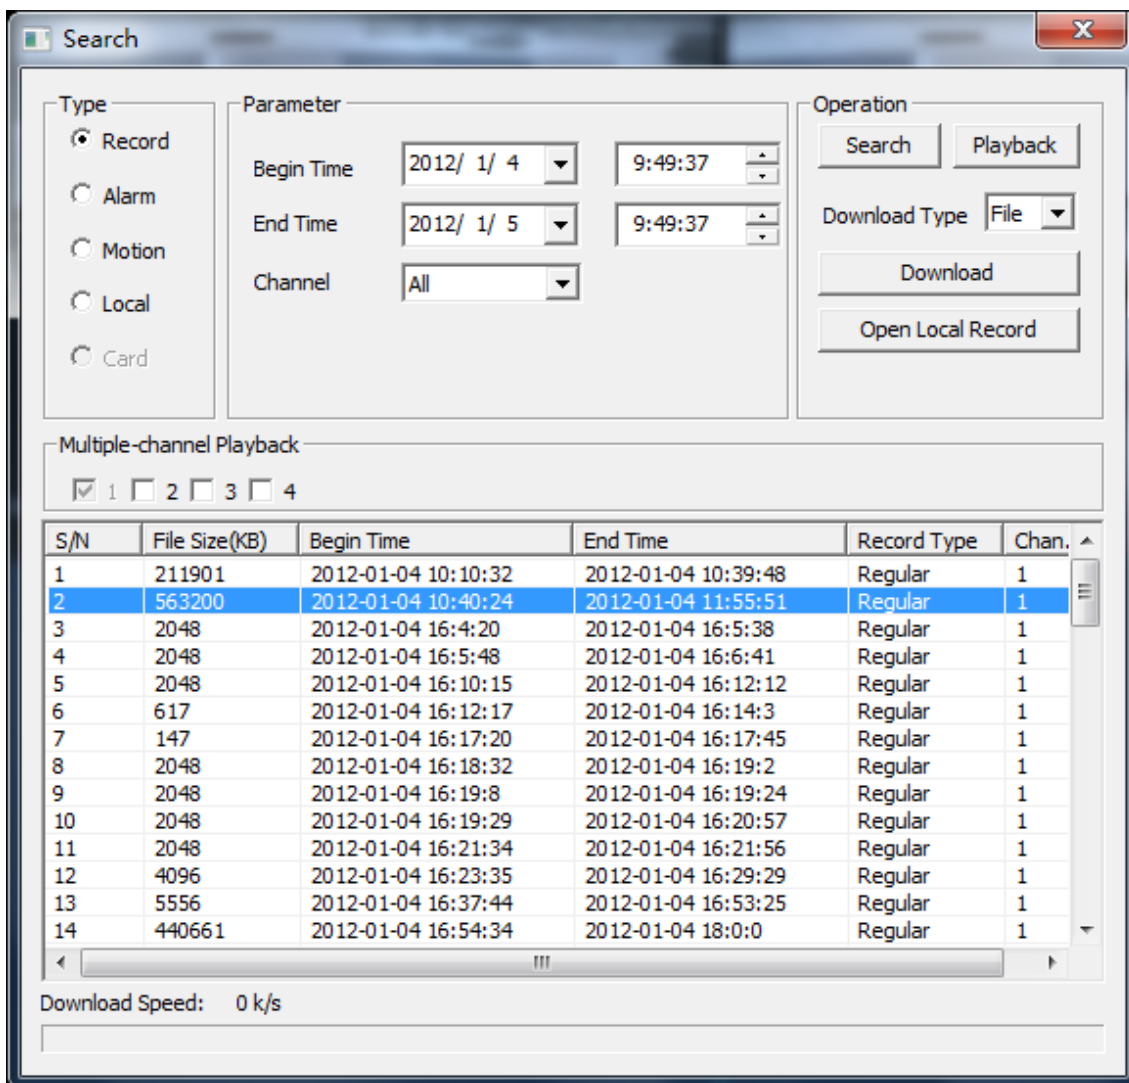 Search
Type
Record
Alarm
Motion
Local
Card
Parameter
Begin Time 2012/ 1/ 4 9:49:37
End Time 2012/ 1/ 5 9:49:37
Channel All
Operation
Search Playback
Download Type File
Download
Open Local Record
Multiple-channel Playback
1 2 3 4
S/N File Size(KB) Begin Time End Time Record Type Chan.
1 211901 2012-01-04 10:10:32 2012-01-04 10:39:48 Regular 1
2 563200 2012-01-04 10:40:24 2012-01-04 11:55:51 Regular 1
3 2048 2012-01-04 16:4:20 2012-01-04 16:5:38 Regular 1
4 2048 2012-01-04 16:5:48 2012-01-04 16:6:41 Regular 1
5 2048 2012-01-04 16:10:15 2012-01-04 16:12:12 Regular 1
6 617 2012-01-04 16:12:17 2012-01-04 16:14:3 Regular 1
7 147 2012-01-04 16:17:20 2012-01-04 16:17:45 Regular 1
8 2048 2012-01-04 16:18:32 2012-01-04 16:19:2 Regular 1
9 2048 2012-01-04 16:19:8 2012-01-04 16:19:24 Regular 1
10 2048 2012-01-04 16:19:29 2012-01-04 16:20:57 Regular 1
11 2048 2012-01-04 16:21:34 2012-01-04 16:21:56 Regular 1
12 4096 2012-01-04 16:23:35 2012-01-04 16:29:29 Regular 1
13 5556 2012-01-04 16:37:44 2012-01-04 16:53:25 Regular 1
14 440661 2012-01-04 16:54:34 2012-01-04 18:0:0 Regular 1
Download Speed: 0 k/s